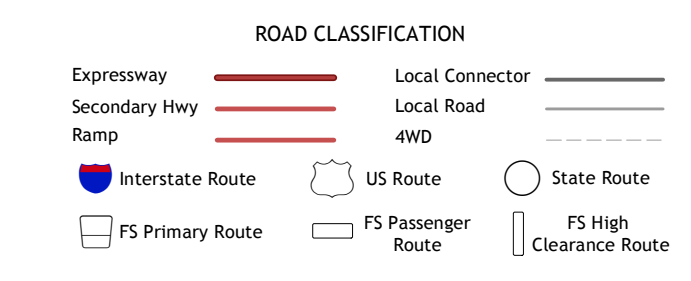 ROAD CLASSIFICATION
Expressway
Local Connector
Secondary Hwy
Local Road
Ramp
4WD
Interstate Route
US Route
State Route
FS Primary Route
FS Passenger
Route
FS High
Clearance Route